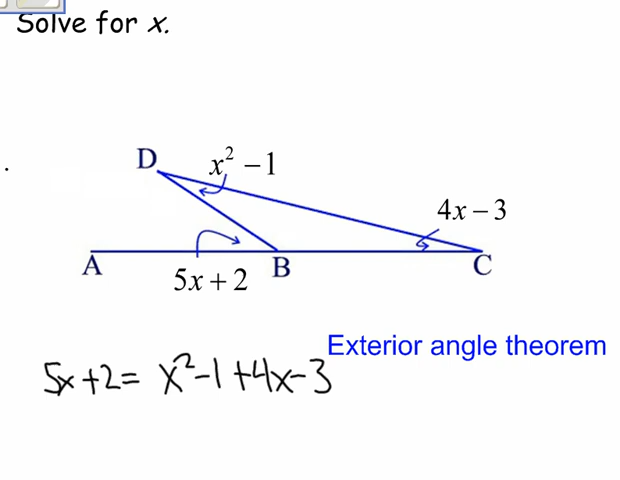 Solve for x.
.
D
x² – 1
4x – 3
A
5x + 2
B
C
Exterior angle theorem
5x + 2 = x² – 1 + 4x – 3